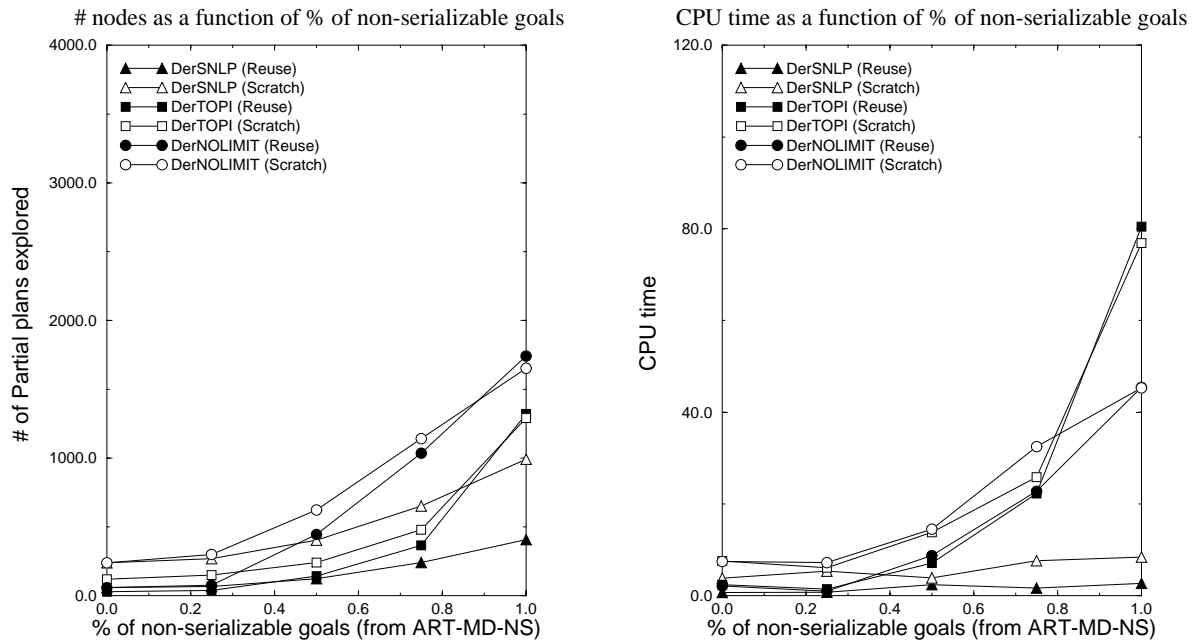 # nodes as a function of % of non-serializable goals
4000.0
3000.0
2000.0
1000.0
0.0
# of Partial plans explored
DerSNLP (Reuse)
DerSNLP (Scratch)
DerTOPI (Reuse)
DerTOPI (Scratch)
DerNOLIMIT (Reuse)
DerNOLIMIT (Scratch)
0.0 0.2 0.4 0.6 0.8 1.0
% of non-serializable goals (from ART-MD-NS)
CPU time as a function of % of non-serializable goals
120.0
80.0
40.0
0.0
CPU time
DerSNLP (Reuse)
DerSNLP (Scratch)
DerTOPI (Reuse)
DerTOPI (Scratch)
DerNOLIMIT (Reuse)
DerNOLIMIT (Scratch)
0.0 0.2 0.4 0.6 0.8 1.0
% of non-serializable goals (from ART-MD-NS)